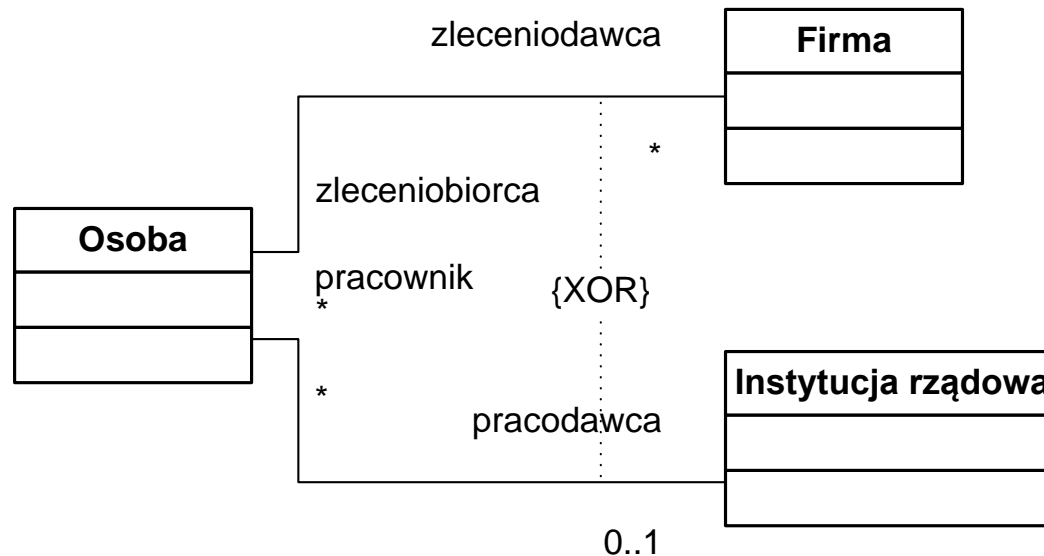 zleceniodawca
Firma
*
zleceniobiorca
Osoba
pracownik
*
{XOR}
*
Instytucja rządowa
pracodawca
0..1